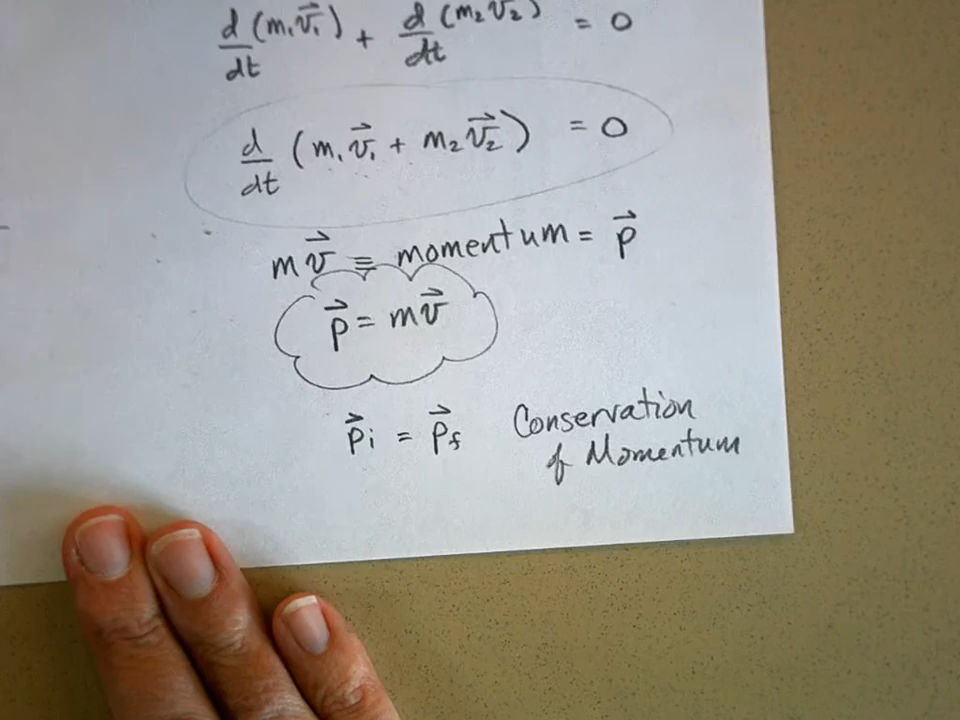 d/dt (m₁v⃗₁) + d/dt (m₂v⃗₂) = 0
d/dt (m₁v⃗₁ + m₂v⃗₂) = 0
mv⃗ ≡ momentum = p⃗
p⃗ = mv⃗
p⃗i = p⃗f Conservation
of Momentum